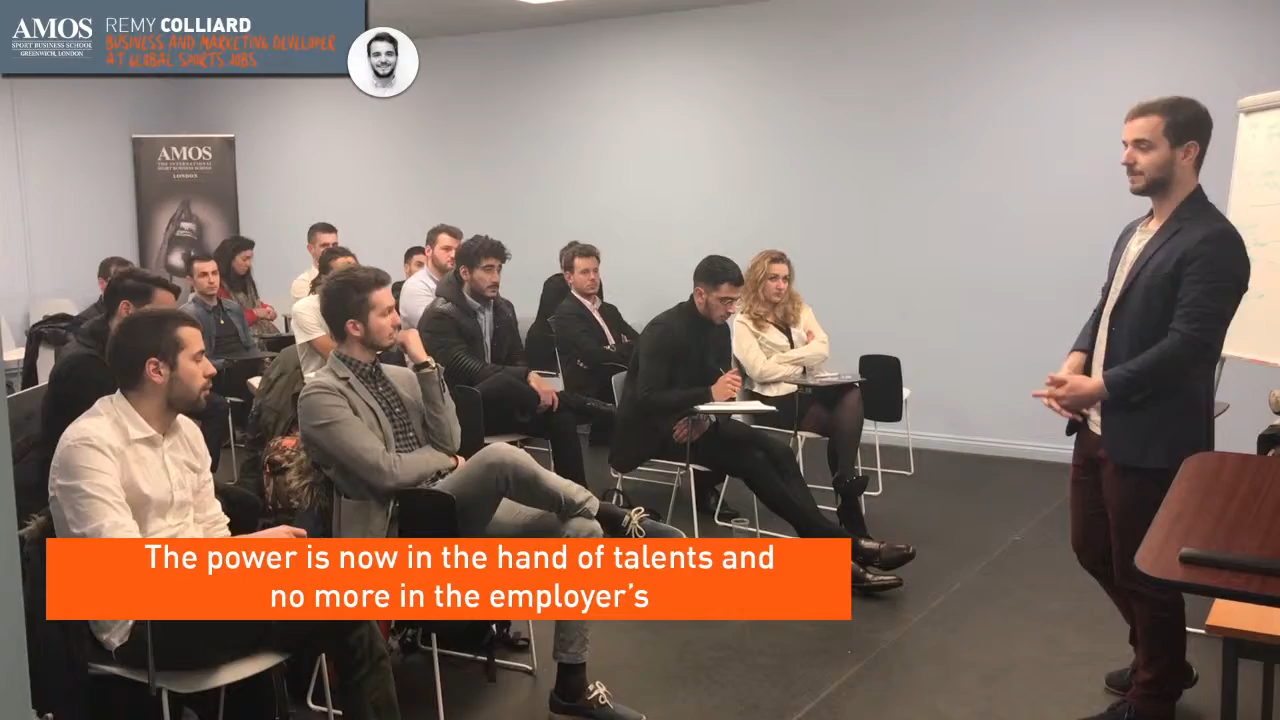 AMOS
SPORT BUSINESS SCHOOL
GREENWICH, LONDON
REMY COLLIARD
BUSINESS AND MARKETING DEVELOPER
AT GLOBAL SPORTS JOBS
AMOS
THE INTERNATIONAL
SPORT BUSINESS SCHOOL
LONDON
The power is now in the hand of talents and
no more in the employer's